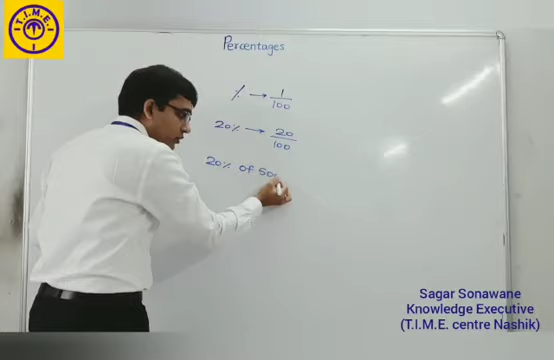 T.I.M.E.
Percentages
% → 1/100
20% → 20/100
20% of 50
Sagar Sonawane
Knowledge Executive
(T.I.M.E. centre Nashik)